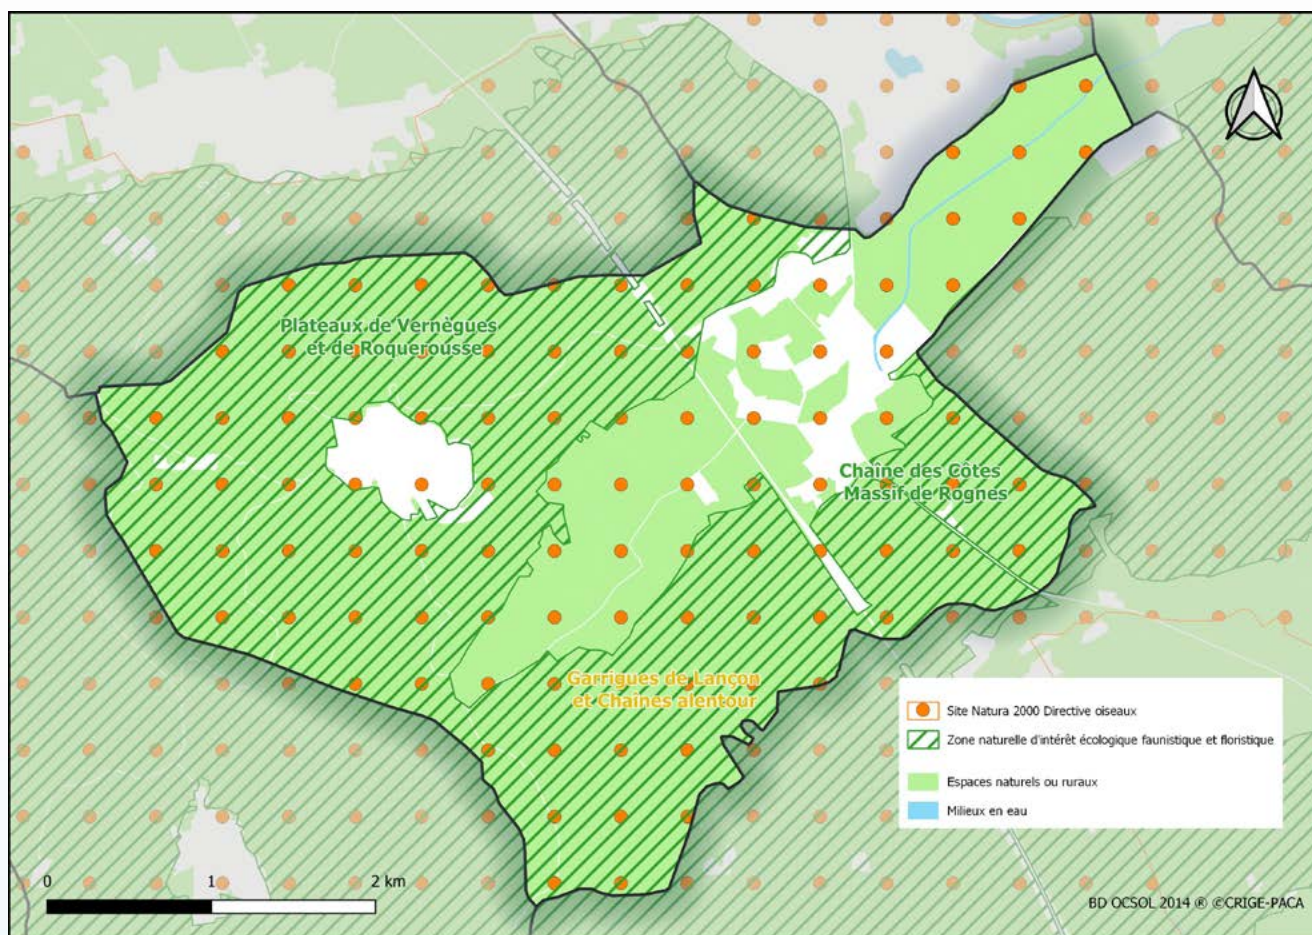 Plateaux de Vernègues
et de Roquerousse
Chaîne des Côtes
Massif de Rognes
Garrigues de Lançon
et Chaînes alentour
Site Natura 2000 Directive oiseaux
Zone naturelle d'intérêt écologique faunistique et floristique
Espaces naturels ou ruraux
Milieux en eau
0 1 2 km
BD OCSOL 2014 ® ©CRIGE-PACA